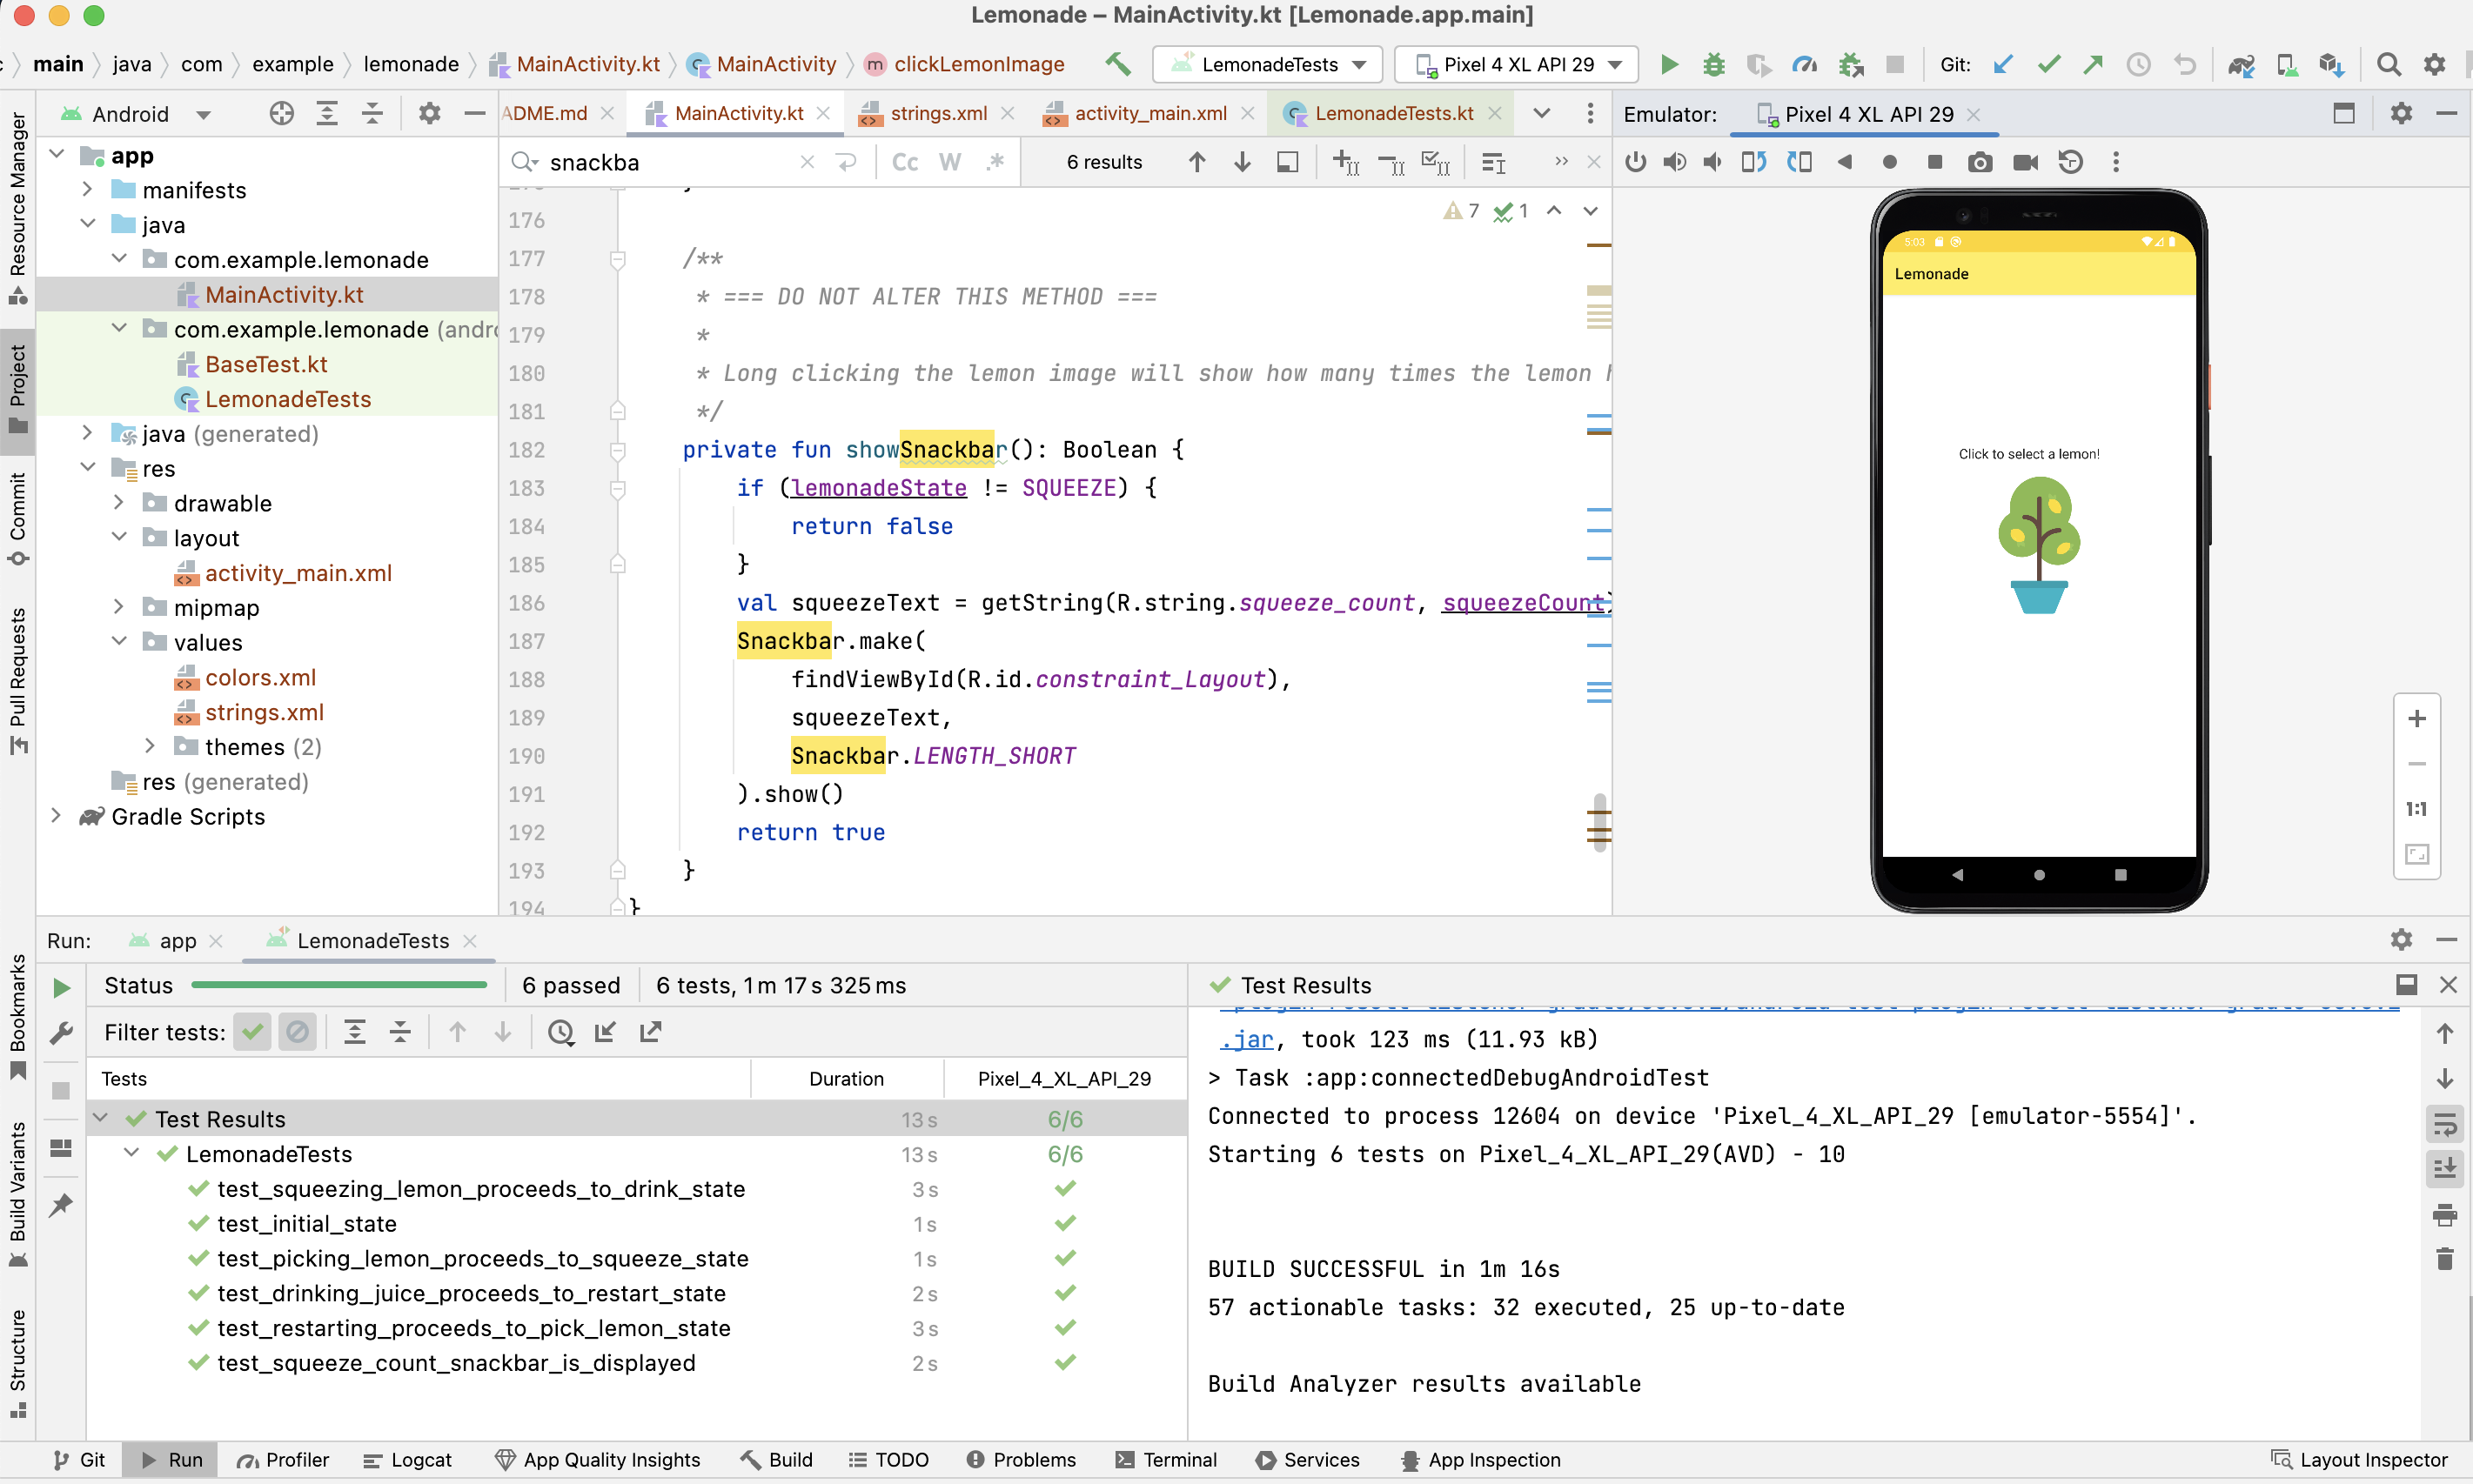 Lemonade – MainActivity.kt [Lemonade.app.main]
main java com example lemonade MainActivity.kt MainActivity clickLemonImage LemonadeTests Pixel 4 XL API 29 Git:
Android
ADME.md MainActivity.kt strings.xml activity_main.xml LemonadeTests.kt
Emulator: Pixel 4 XL API 29
snackba Cc W .* 6 results
Resource Manager
Project
Commit
Pull Requests
Bookmarks
Build Variants
Structure
app
manifests
java
com.example.lemonade
MainActivity.kt
com.example.lemonade (andro
BaseTest.kt
LemonadeTests
java (generated)
res
drawable
layout
activity_main.xml
mipmap
values
colors.xml
strings.xml
themes (2)
res (generated)
Gradle Scripts
7 1
176
177 /**
178 * === DO NOT ALTER THIS METHOD ===
179 *
180 * Long clicking the lemon image will show how many times the lemon h
181 */
182 private fun showSnackbar(): Boolean {
183 if (lemonadeState != SQUEEZE) {
184 return false
185 }
186 val squeezeText = getString(R.string.squeeze_count, squeezeCount)
187 Snackbar.make(
188 findViewById(R.id.constraint_Layout),
189 squeezeText,
190 Snackbar.LENGTH_SHORT
191 ).show()
192 return true
193 }
194 }
5:03
Lemonade
Click to select a lemon!
1:1
Run: app LemonadeTests
Status 6 passed 6 tests, 1 m 17 s 325 ms
Filter tests:
Tests Duration Pixel_4_XL_API_29
Test Results 13 s 6/6
LemonadeTests 13 s 6/6
test_squeezing_lemon_proceeds_to_drink_state 3 s
test_initial_state 1 s
test_picking_lemon_proceeds_to_squeeze_state 1 s
test_drinking_juice_proceeds_to_restart_state 2 s
test_restarting_proceeds_to_pick_lemon_state 3 s
test_squeeze_count_snackbar_is_displayed 2 s
Test Results
.jar, took 123 ms (11.93 kB)
> Task :app:connectedDebugAndroidTest
Connected to process 12604 on device 'Pixel_4_XL_API_29 [emulator-5554]'.
Starting 6 tests on Pixel_4_XL_API_29(AVD) - 10
BUILD SUCCESSFUL in 1m 16s
57 actionable tasks: 32 executed, 25 up-to-date
Build Analyzer results available
Git Run Profiler Logcat App Quality Insights Build TODO Problems Terminal Services App Inspection Layout Inspector